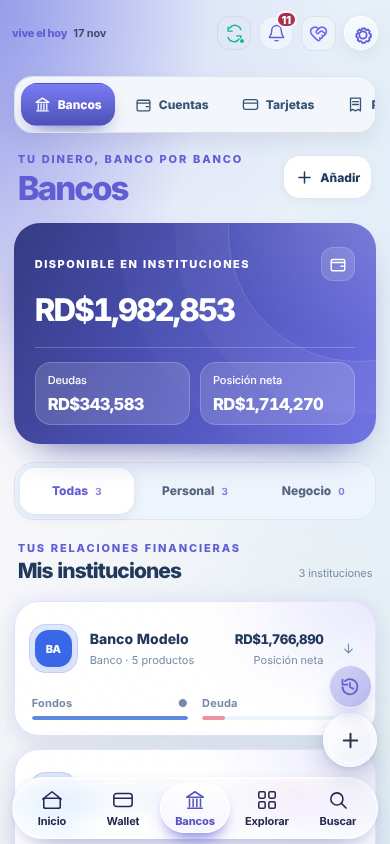 vive el hoy 17 nov
11
Bancos Cuentas Tarjetas
TU DINERO, BANCO POR BANCO
Bancos
Añadir
DISPONIBLE EN INSTITUCIONES
RD$1,982,853
Deudas
RD$343,583
Posición neta
RD$1,714,270
Todas 3 Personal 3 Negocio 0
TUS RELACIONES FINANCIERAS
Mis instituciones
3 instituciones
BA
Banco Modelo
RD$1,766,890
Banco · 5 productos
Posición neta
Fondos
Deuda
Inicio Wallet Bancos Explorar Buscar